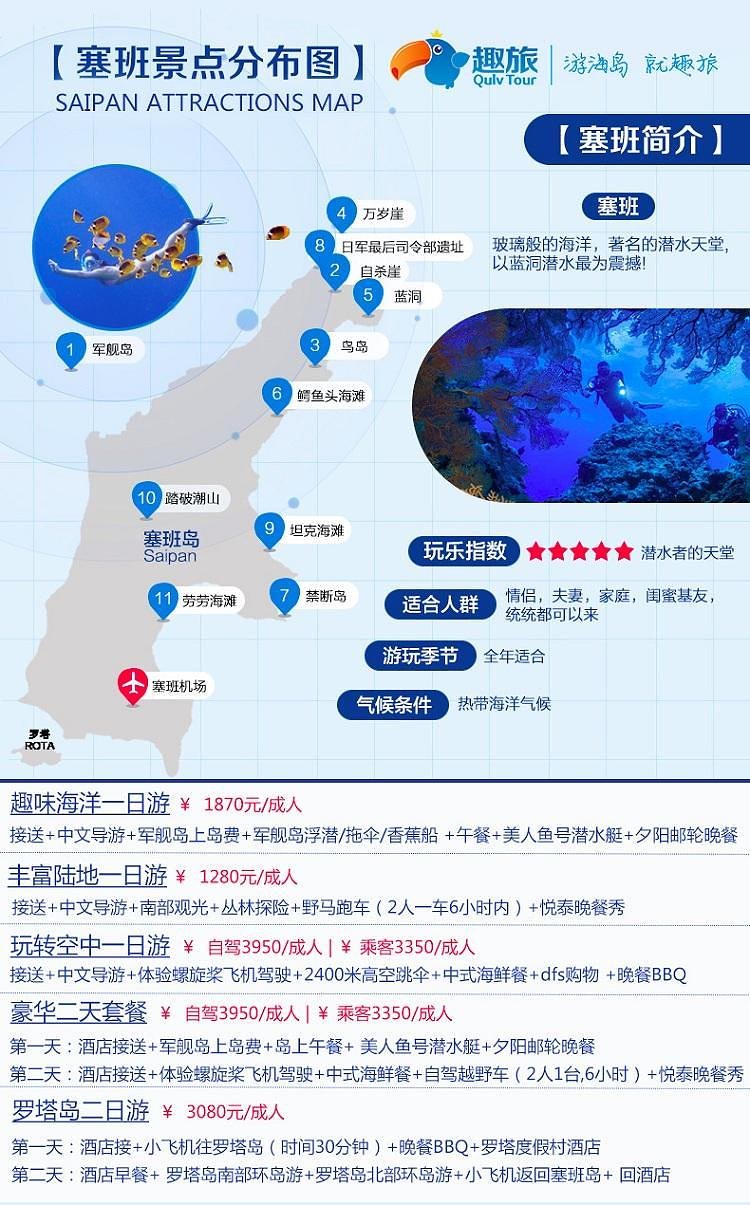 【塞班景点分布图】
SAIPAN ATTRACTIONS MAP
趣旅
Qulv Tour
游海岛 就趣旅
【塞班简介】
塞班
玻璃般的海洋，著名的潜水天堂，
以蓝洞潜水最为震撼!
4 万岁崖
8 日军最后司令部遗址
2 自杀崖
5 蓝洞
1 军舰岛
3 鸟岛
6 鳄鱼头海滩
10 踏破潮山
塞班岛
Saipan
9 坦克海滩
11 劳劳海滩
7 禁断岛
塞班机场
罗塔
ROTA
玩乐指数 ★★★★★ 潜水者的天堂
适合人群 情侣，夫妻，家庭，闺蜜基友，
统统都可以来
游玩季节 全年适合
气候条件 热带海洋气候
趣味海洋一日游 ¥ 1870元/成人
接送+中文导游+军舰岛上岛费+军舰岛浮潜/拖伞/香蕉船 +午餐+美人鱼号潜水艇+夕阳邮轮晚餐
丰富陆地一日游 ¥ 1280元/成人
接送+中文导游+南部观光+丛林探险+野马跑车（2人一车6小时内）+悦泰晚餐秀
玩转空中一日游 ¥ 自驾3950/成人 | ¥ 乘客3350/成人
接送+中文导游+体验螺旋桨飞机驾驶+2400米高空跳伞+中式海鲜餐+dfs购物 +晚餐BBQ
豪华二天套餐 ¥ 自驾3950/成人 | ¥ 乘客3350/成人
第一天：酒店接送+军舰岛上岛费+岛上午餐+ 美人鱼号潜水艇+夕阳邮轮晚餐
第二天：酒店接送+体验螺旋桨飞机驾驶+中式海鲜餐+自驾越野车（2人1台,6小时）+悦泰晚餐秀
罗塔岛二日游 ¥ 3080元/成人
第一天：酒店接+小飞机往罗塔岛（时间30分钟）+晚餐BBQ+罗塔度假村酒店
第二天：酒店早餐+ 罗塔岛南部环岛游+罗塔岛北部环岛游+小飞机返回塞班岛+ 回酒店